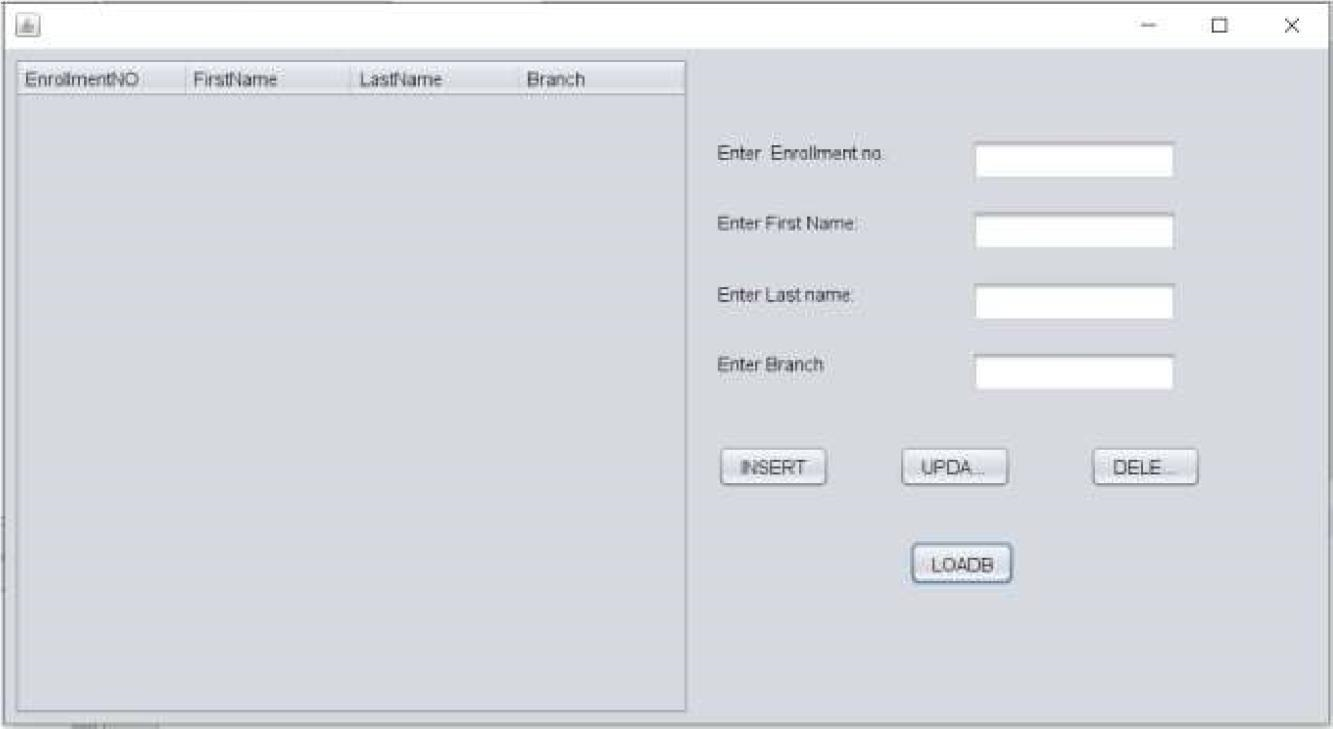 EnrollmentNO FirstName LastName Branch
Enter Enrollment no.
Enter First Name:
Enter Last name:
Enter Branch
INSERT UPDA... DELE...
LOADB